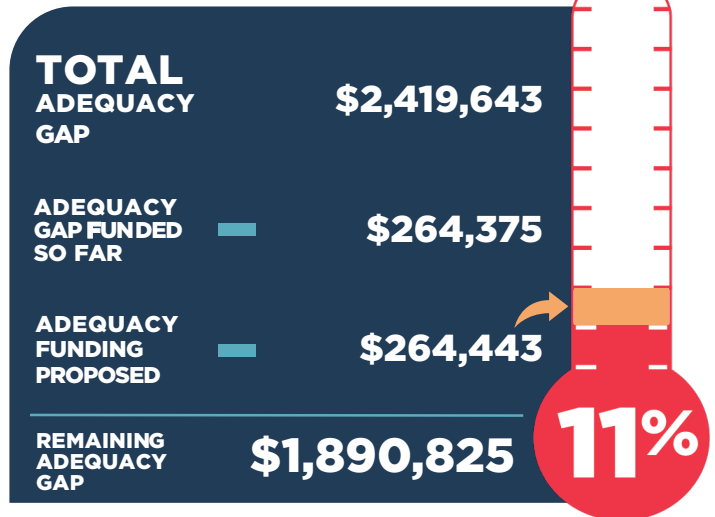 TOTAL
ADEQUACY
GAP
$2,419,643
ADEQUACY
GAP FUNDED
SO FAR
$264,375
ADEQUACY
FUNDING
PROPOSED
$264,443
REMAINING
ADEQUACY
GAP
$1,890,825
11%